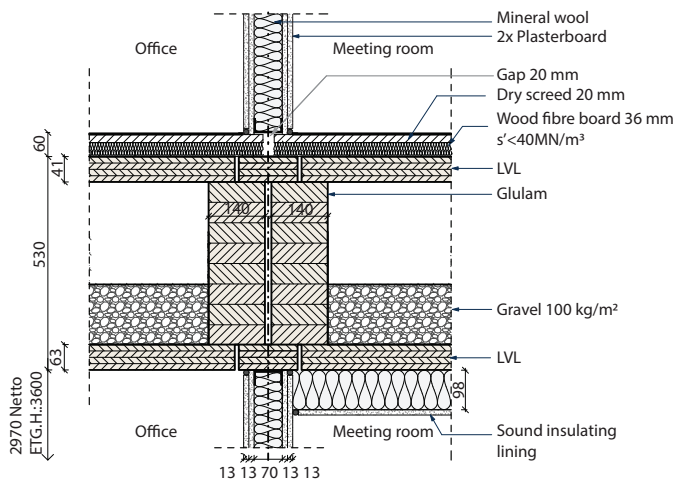 Mineral wool
2x Plasterboard
Office
Meeting room
Gap 20 mm
Dry screed 20 mm
Wood fibre board 36 mm
s’<40MN/m³
60
41
LVL
Glulam
140
140
530
Gravel 100 kg/m²
63
LVL
98
2970 Netto
ETG.H.:3600
Office
Meeting room
Sound insulating
lining
13 13 70 13 13